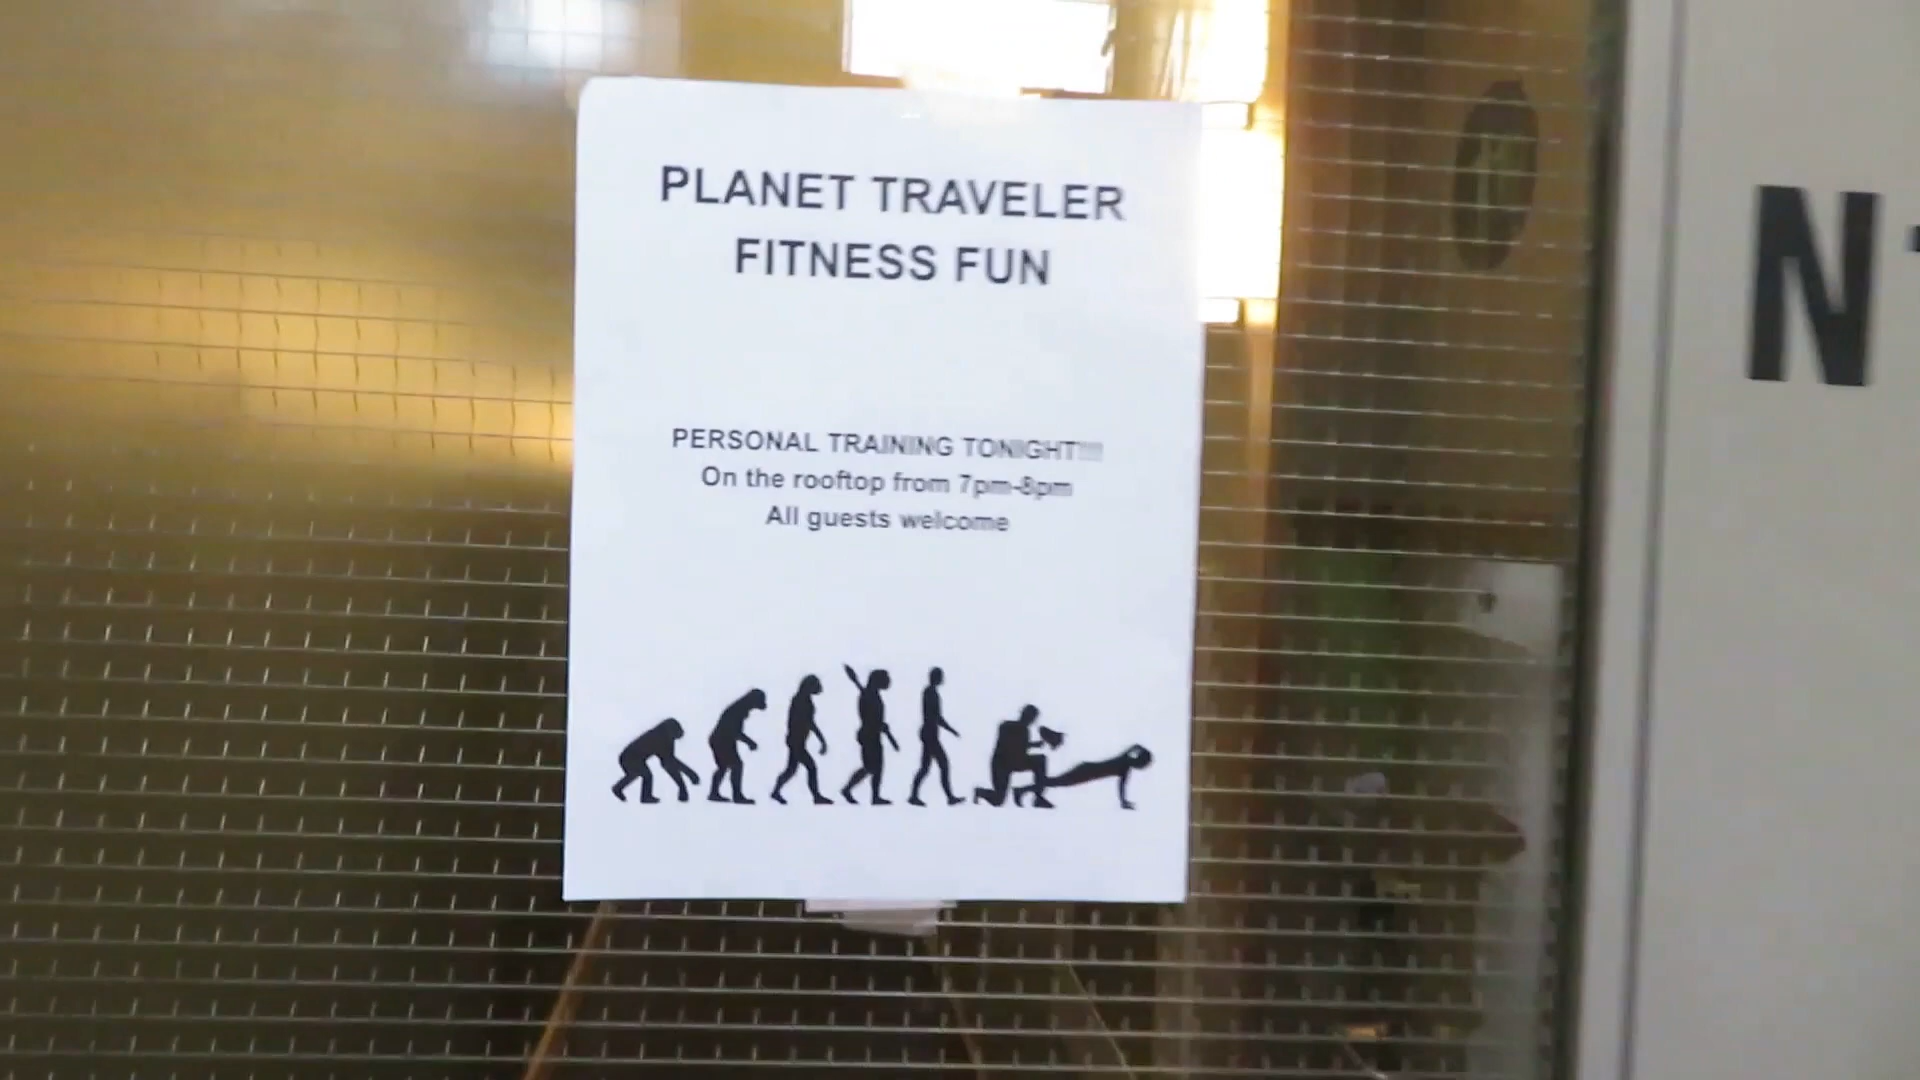 PLANET TRAVELER
FITNESS FUN
PERSONAL TRAINING TONIGHT!!!!
On the rooftop from 7pm-8pm
All guests welcome
N